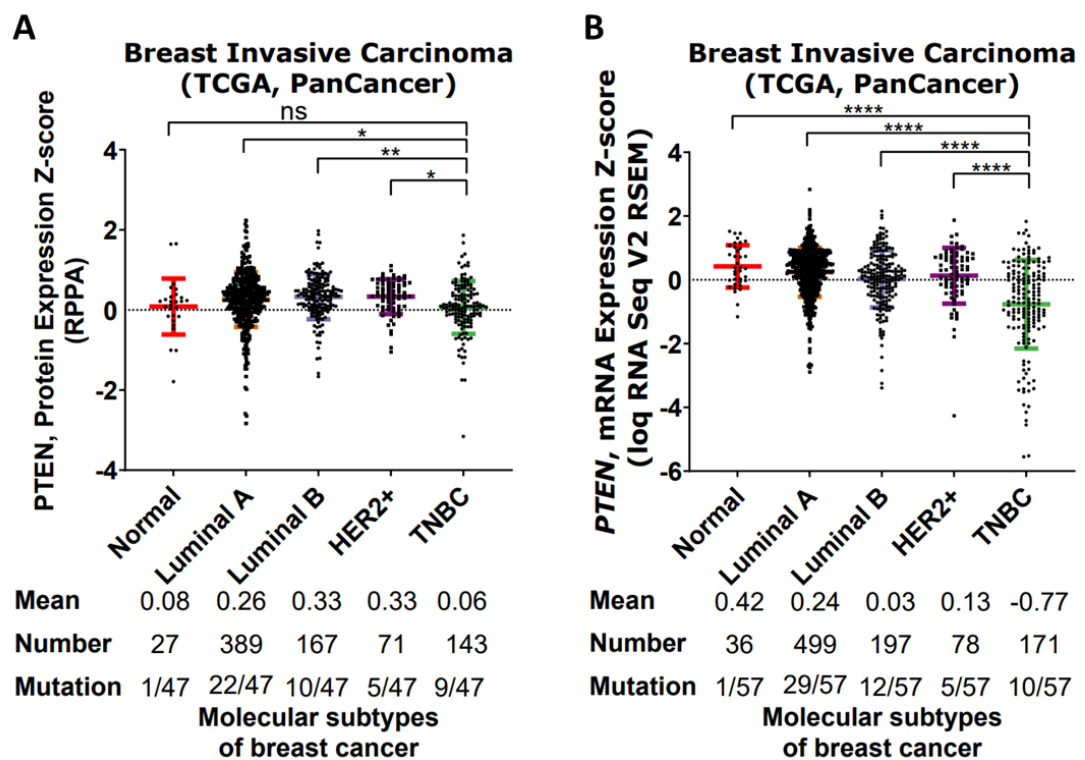 A
Breast Invasive Carcinoma
(TCGA, PanCancer)
ns
*
**
*
PTEN, Protein Expression Z-score
(RPPA)
4
2
0
-2
-4
Normal
Luminal A
Luminal B
HER2+
TNBC
Mean 0.08 0.26 0.33 0.33 0.06
Number 27 389 167 71 143
Mutation 1/47 22/47 10/47 5/47 9/47
Molecular subtypes
of breast cancer
B
Breast Invasive Carcinoma
(TCGA, PanCancer)
****
****
****
****
PTEN, mRNA Expression Z-score
(loq RNA Seq V2 RSEM)
4
2
0
-2
-4
-6
Normal
Luminal A
Luminal B
HER2+
TNBC
Mean 0.42 0.24 0.03 0.13 -0.77
Number 36 499 197 78 171
Mutation 1/57 29/57 12/57 5/57 10/57
Molecular subtypes
of breast cancer